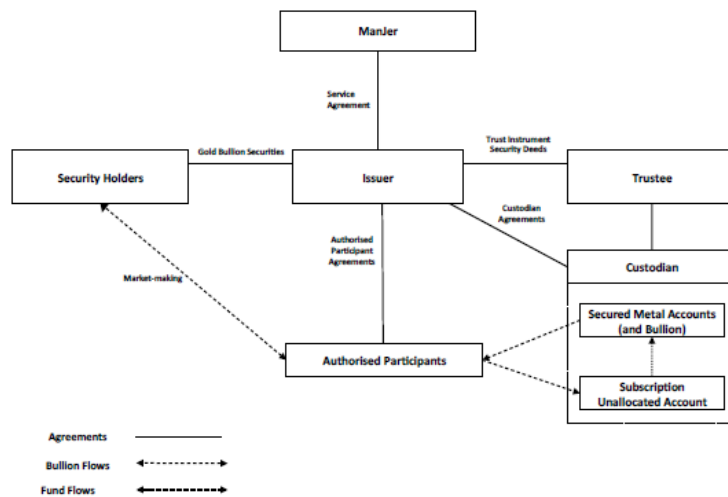 ManJer
Service
Agreement
Gold Bullion Securities
Trust Instrument
Security Deeds
Security Holders
Issuer
Trustee
Custodian
Agreements
Authorised
Participant
Agreements
Custodian
Market-making
Secured Metal Accounts
(and Bullion)
Authorised Participants
Subscription
Unallocated Account
Agreements
Bullion Flows
Fund Flows